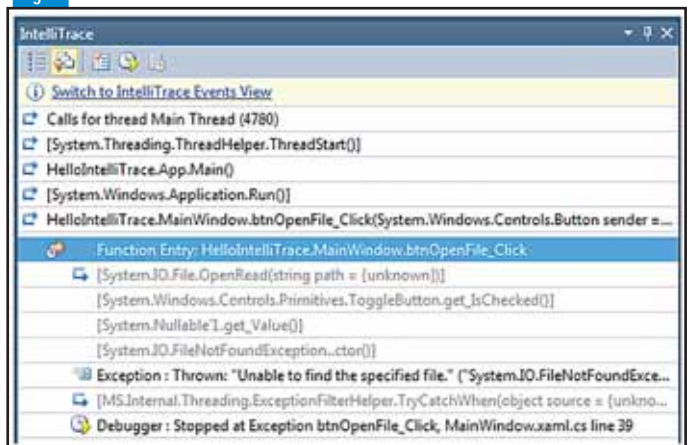 IntelliTrace
Switch to IntelliTrace Events View
Calls for thread Main Thread (4780)
[System.Threading.ThreadHelper.ThreadStart()]
HelloIntelliTrace.App.Main()
[System.Windows.Application.Run()]
HelloIntelliTrace.MainWindow.btnOpenFile_Click(System.Windows.Controls.Button sender =...
Function Entry: HelloIntelliTrace.MainWindow.btnOpenFile_Click
[System.IO.File.OpenRead(string path = {unknown})]
[System.Windows.Controls.Primitives.ToggleButton.get_IsChecked()]
[System.Nullable`1.get_Value()]
[System.IO.FileNotFoundException..ctor()]
Exception : Thrown: "Unable to find the specified file." ("System.IO.FileNotFoundExce...
[MS.Internal.Threading.ExceptionFilterHelper.TryCatchWhen(object source = {unkno...
Debugger : Stopped at Exception btnOpenFile_Click, MainWindow.xaml.cs line 39